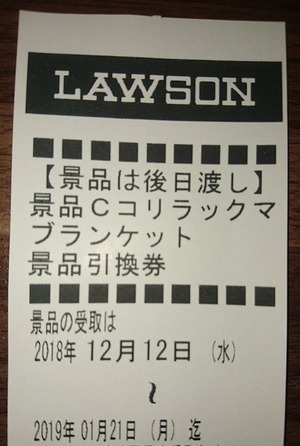 LAWSON
■■■■■■■■■
【景品は後日渡し】
景品Cコリラックマ
ブランケット
景品引換券
■■■■■■■■■
景品の受取は
2018年 12月12日 (水)
~
2019年 01月21日 (月) 迄